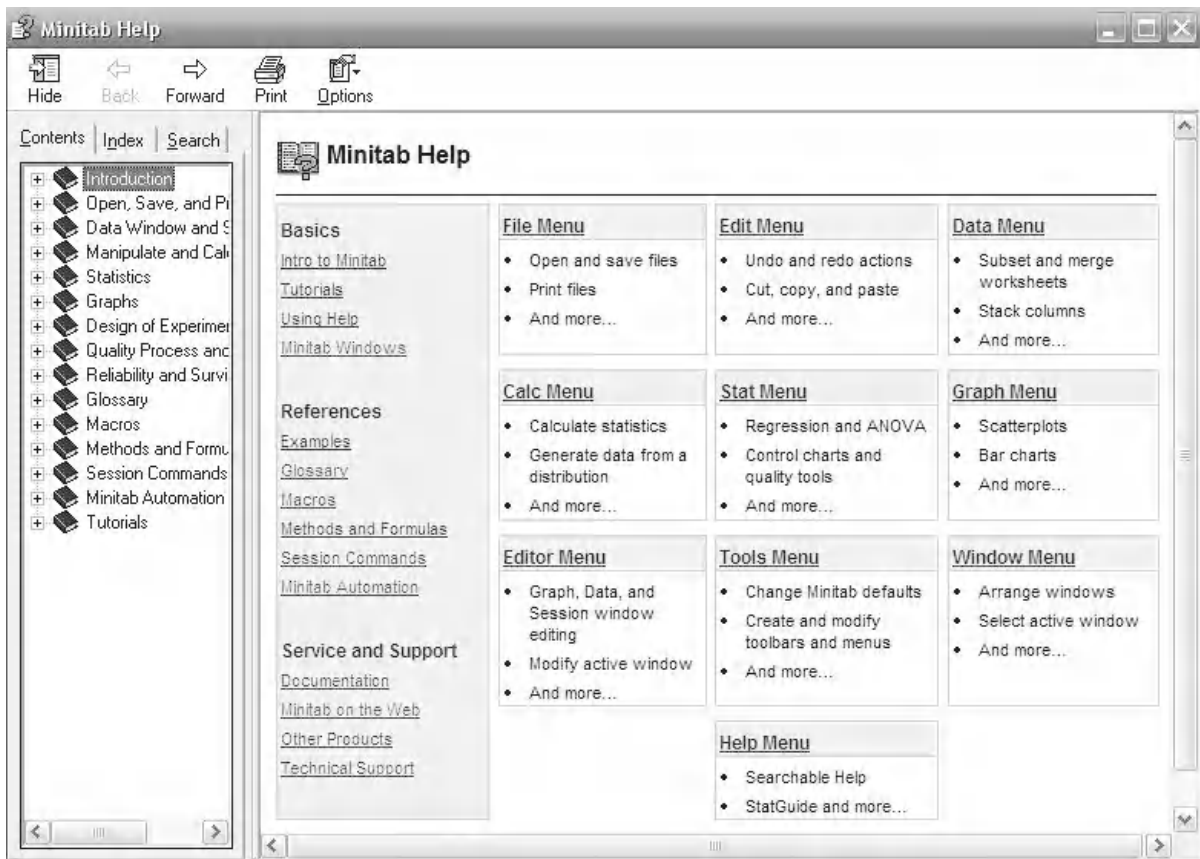 Minitab Help
Hide
Back
Forward
Print
Options
Contents
Index
Search
Introduction
Open, Save, and Pr
Data Window and S
Manipulate and Calc
Statistics
Graphs
Design of Experimer
Quality Process and
Reliability and Survi
Glossary
Macros
Methods and Formu
Session Commands
Minitab Automation
Tutorials
Minitab Help
Basics
Intro to Minitab
Tutorials
Using Help
Minitab Windows
References
Examples
Glossary
Macros
Methods and Formulas
Session Commands
Minitab Automation
Service and Support
Documentation
Minitab on the Web
Other Products
Technical Support
File Menu
• Open and save files
• Print files
• And more...
Edit Menu
• Undo and redo actions
• Cut, copy, and paste
• And more...
Data Menu
• Subset and merge
worksheets
• Stack columns
• And more...
Calc Menu
• Calculate statistics
• Generate data from a
distribution
• And more...
Stat Menu
• Regression and ANOVA
• Control charts and
quality tools
• And more...
Graph Menu
• Scatterplots
• Bar charts
• And more...
Editor Menu
• Graph, Data, and
Session window
editing
• Modify active window
• And more...
Tools Menu
• Change Minitab defaults
• Create and modify
toolbars and menus
• And more...
Window Menu
• Arrange windows
• Select active window
• And more...
Help Menu
• Searchable Help
• StatGuide and more...